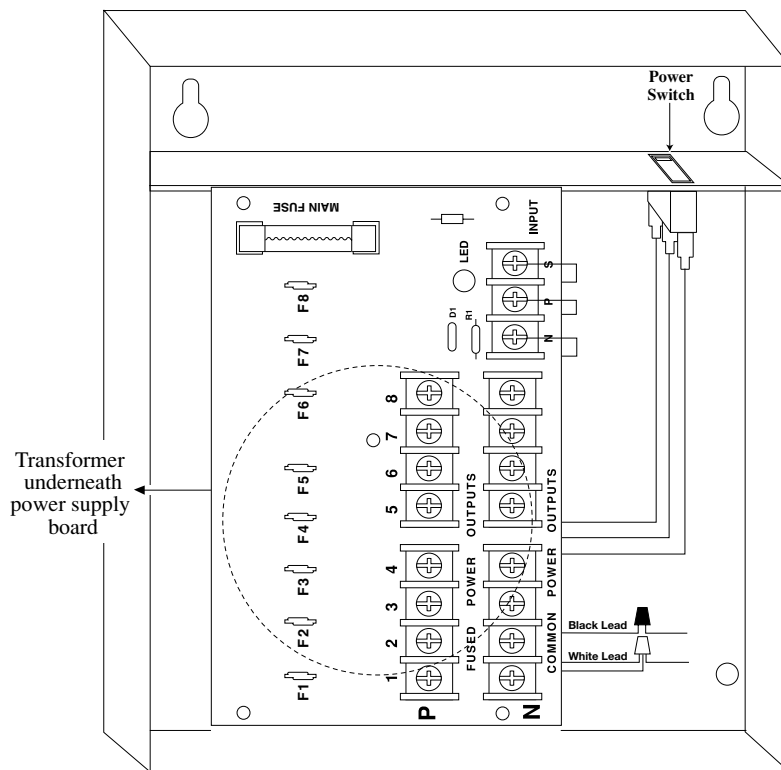 Power
Switch
MAIN FUSE
INPUT
LED
S
P
N
D1
R1
F8
F7
F6
F5
F4
F3
F2
F1
8
7
6
5
4
3
2
1
FUSED POWER OUTPUTS
COMMON POWER OUTPUTS
P
N
Transformer
underneath
power supply
board
Black Lead
White Lead